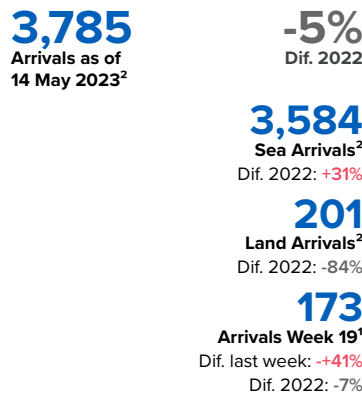 3,785
Arrivals as of
14 May 2023²
-5%
Dif. 2022
3,584
Sea Arrivals²
Dif. 2022: +31%
201
Land Arrivals²
Dif. 2022: -84%
173
Arrivals Week 19¹
Dif. last week: -+41%
Dif. 2022: -7%